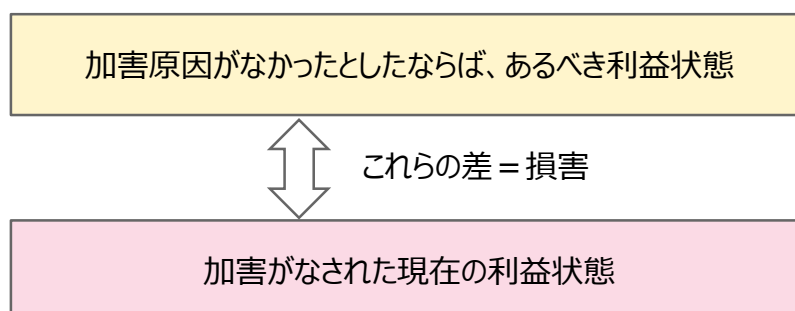 加害原因がなかったとしたならば、あるべき利益状態
これらの差＝損害
加害がなされた現在の利益状態